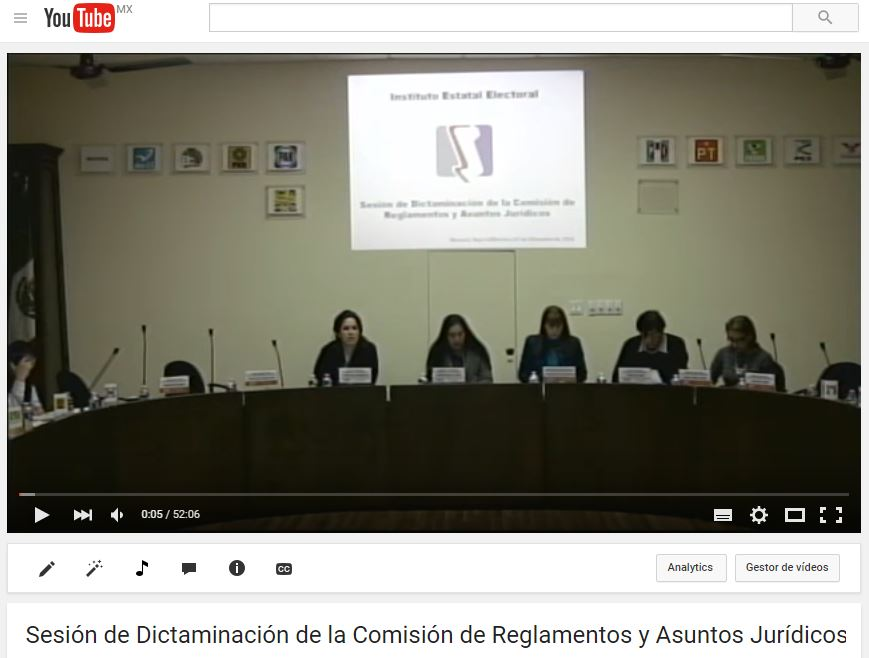 YouTube MX
Instituto Estatal Electoral
PT
Sesión de Dictaminación de la Comisión de
Reglamentos y Asuntos Jurídicos
0:05 / 52:06
CC
Analytics
Gestor de vídeos
Sesión de Dictaminación de la Comisión de Reglamentos y Asuntos Jurídicos